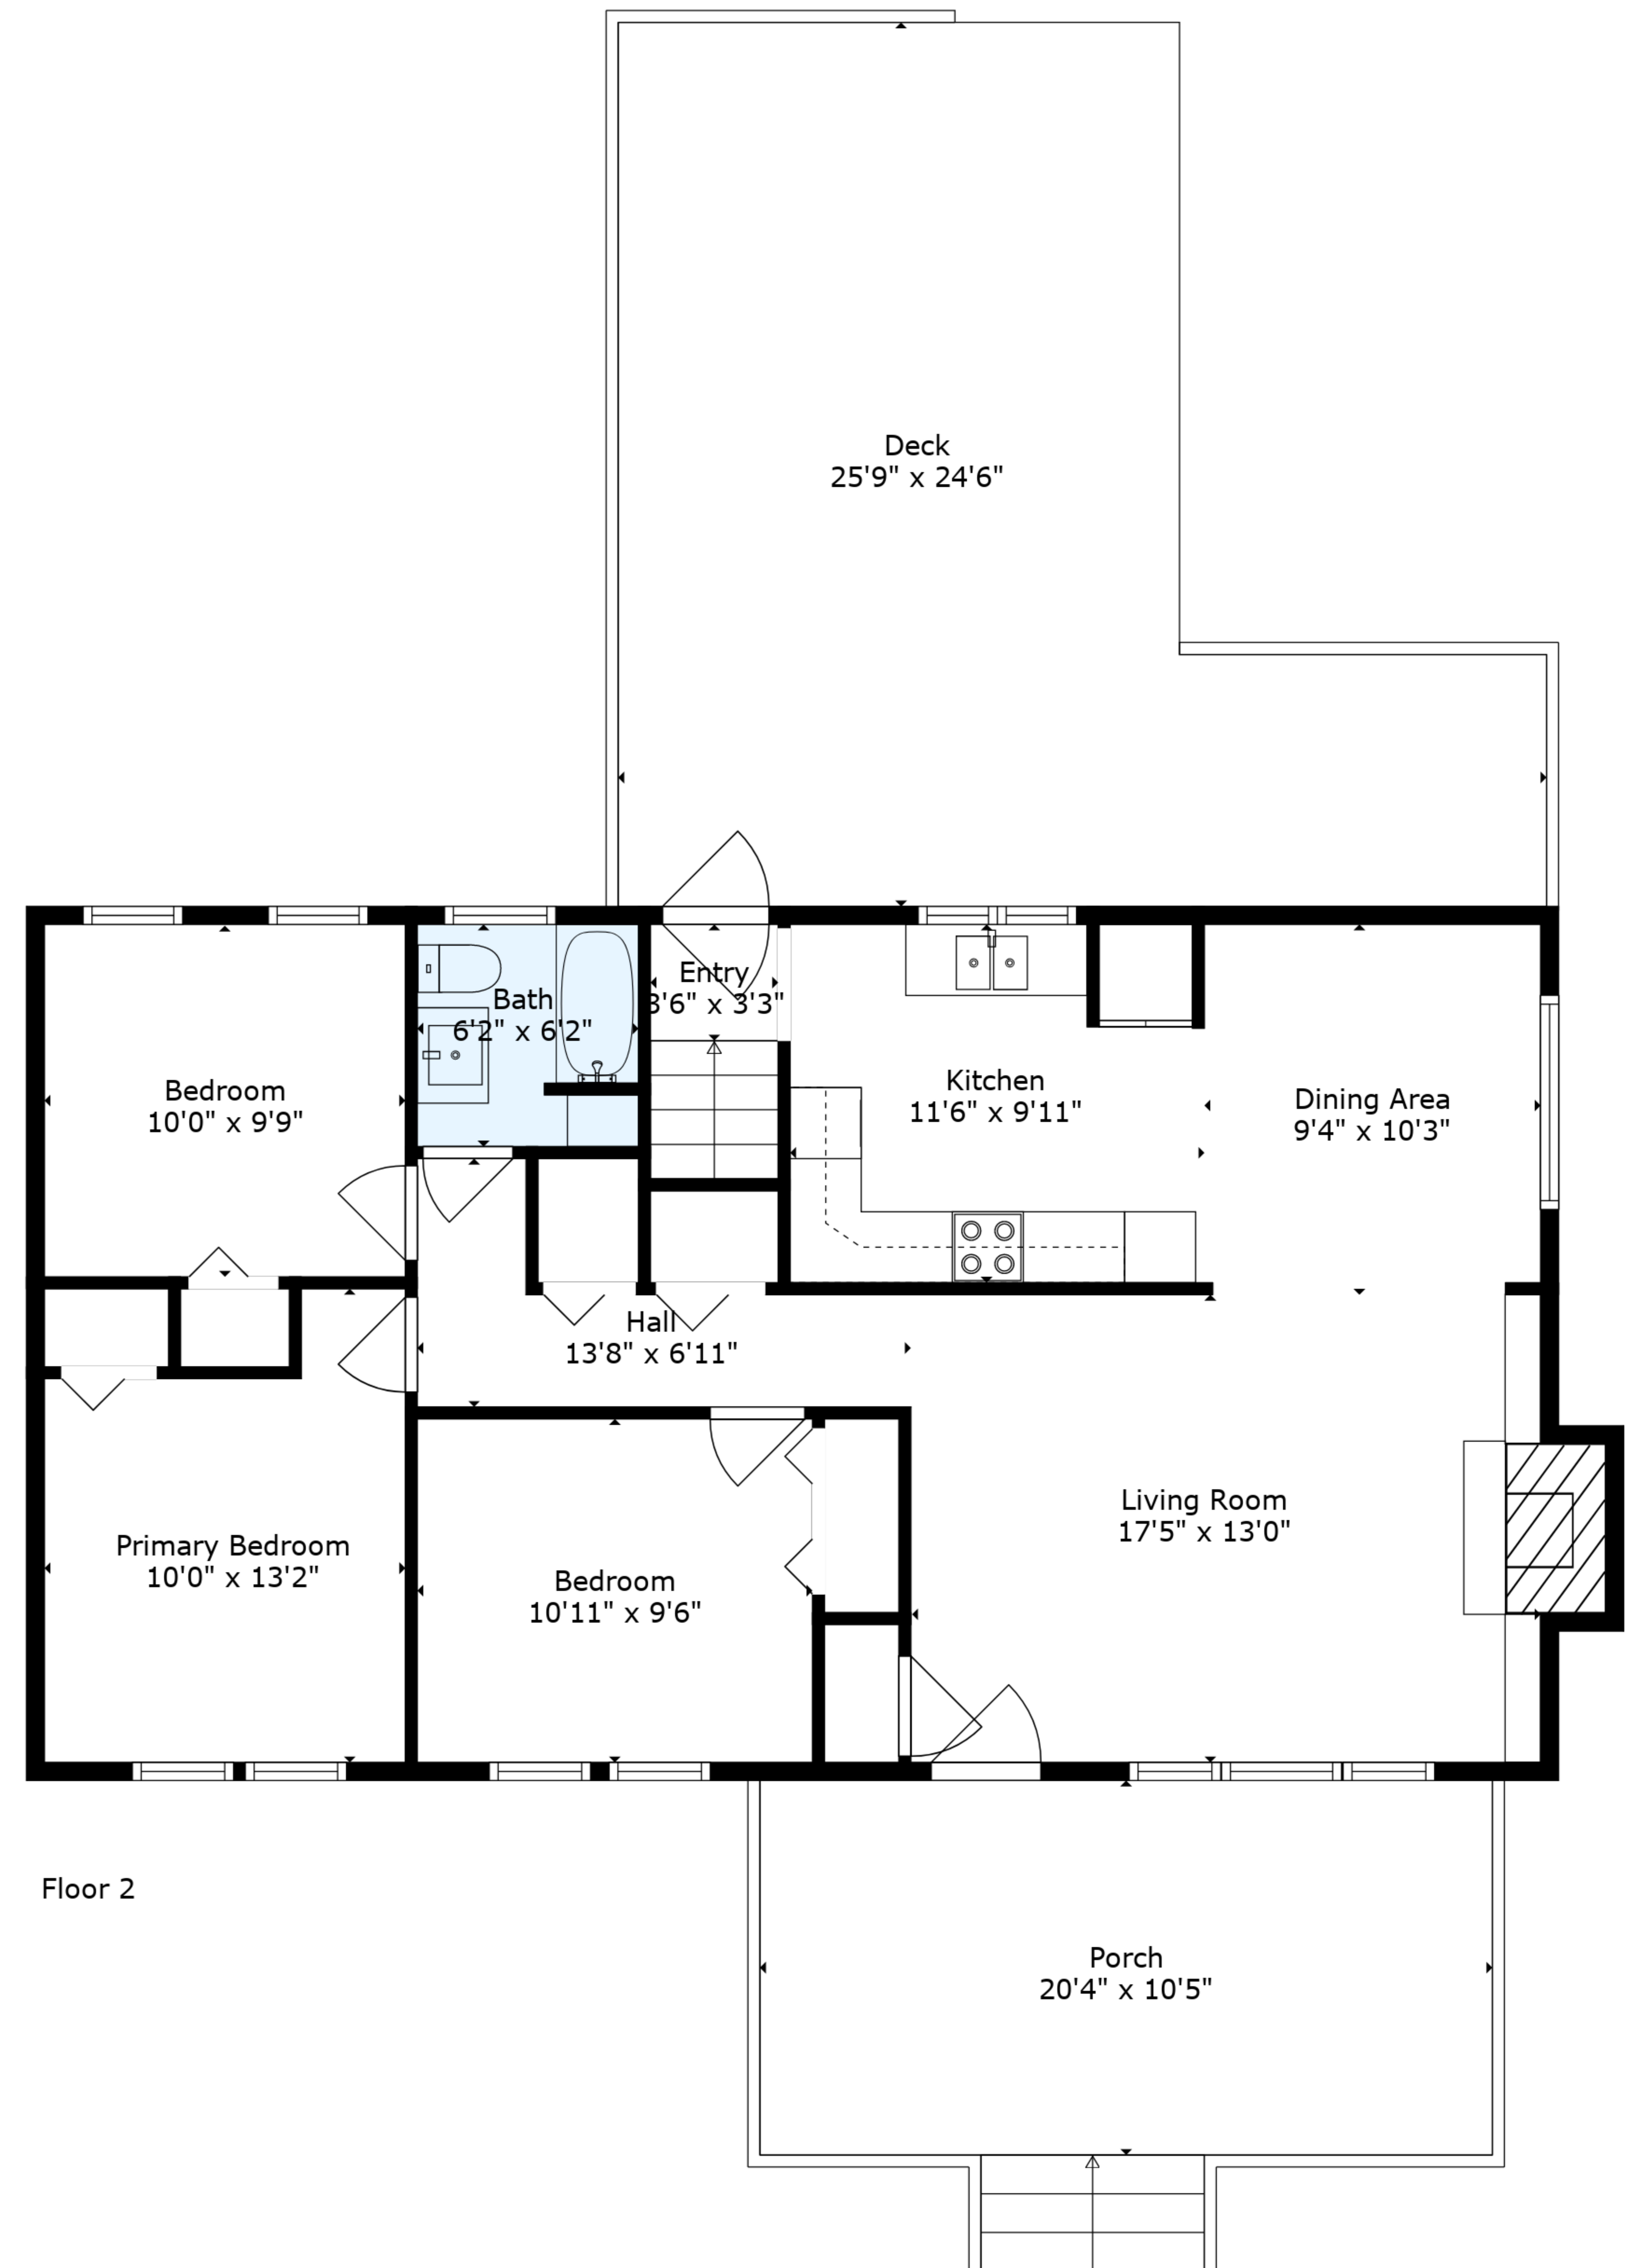 Deck
25'9" x 24'6"
Entry
3'6" x 3'3"
Bath
6'2" x 6'2"
Kitchen
11'6" x 9'11"
Bedroom
10'0" x 9'9"
Dining Area
9'4" x 10'3"
Hall
13'8" x 6'11"
Living Room
17'5" x 13'0"
Primary Bedroom
10'0" x 13'2"
Bedroom
10'11" x 9'6"
Floor 2
Porch
20'4" x 10'5"